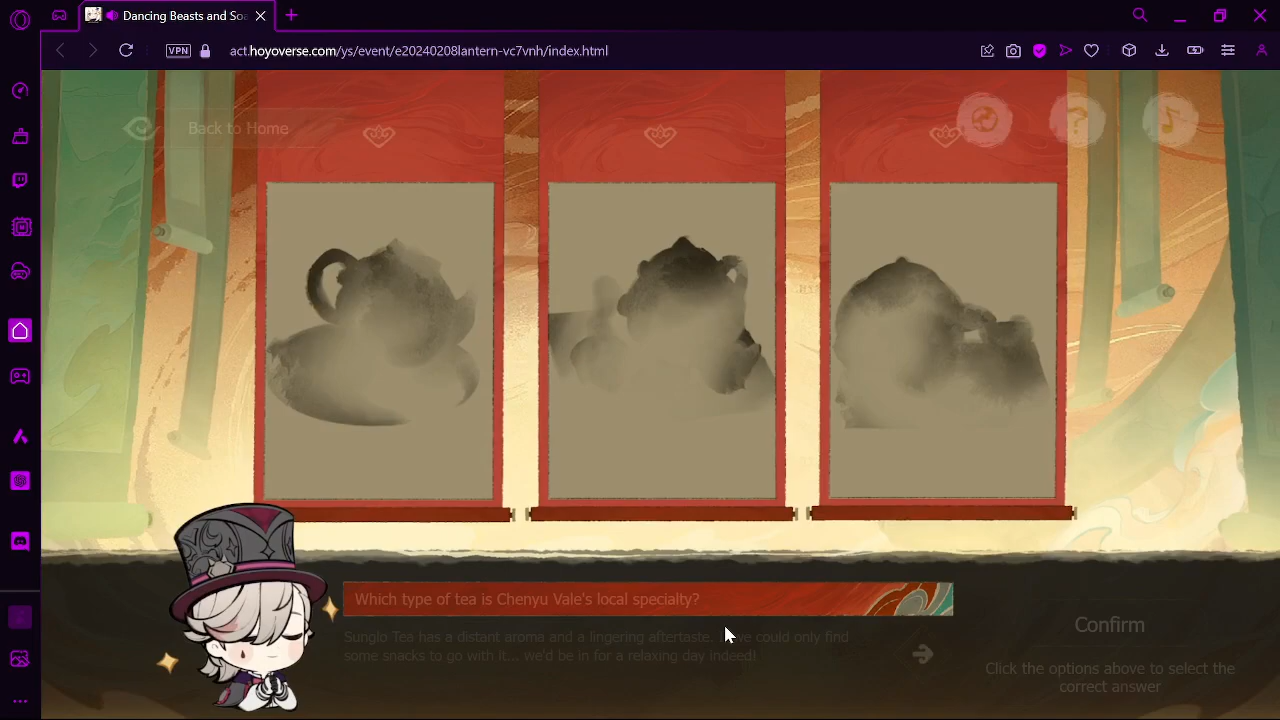 Dancing Beasts and Soa
VPN
act.hoyoverse.com/ys/event/e20240208lantern-vc7vnh/index.html
Back to Home
?
Which type of tea is Chenyu Vale's local specialty?
Sunglo Tea has a distant aroma and a lingering aftertaste. If we could only find
some snacks to go with it... we'd be in for a relaxing day indeed!
Confirm
Click the options above to select the
correct answer